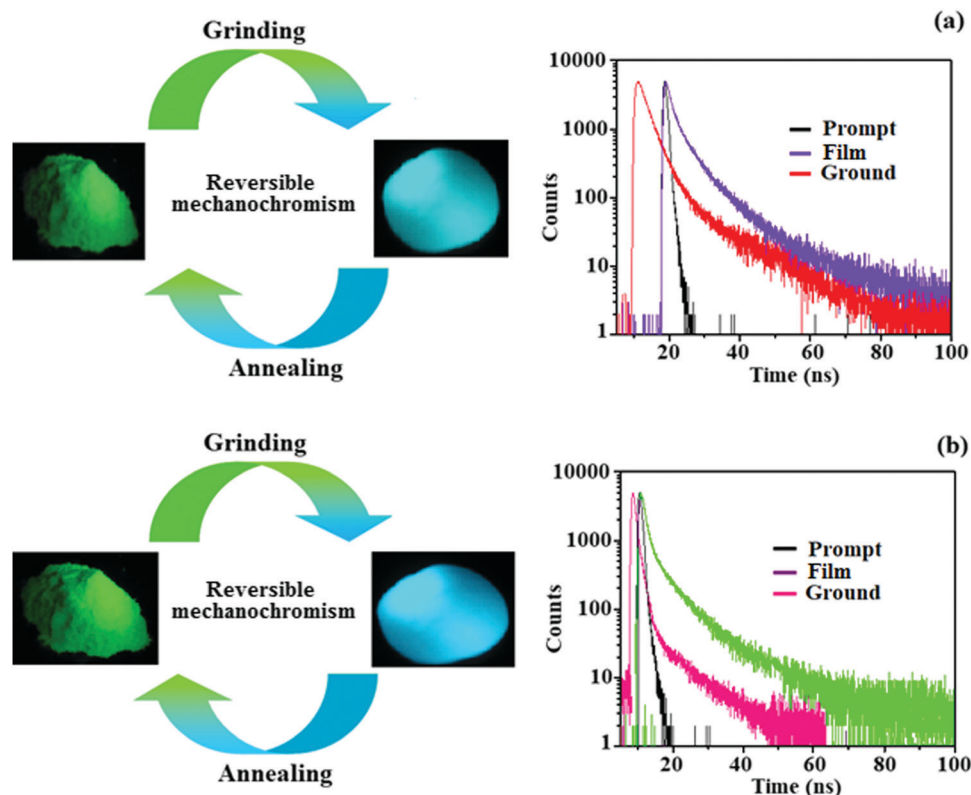 Grinding
Reversible
mechanochromism
Annealing
(a)
10000
1000
100
10
1
Counts
Prompt
Film
Ground
20
40
60
80
100
Time (ns)
Grinding
Reversible
mechanochromism
Annealing
(b)
10000
1000
100
10
1
Counts
Prompt
Film
Ground
20
40
60
80
100
Time (ns)